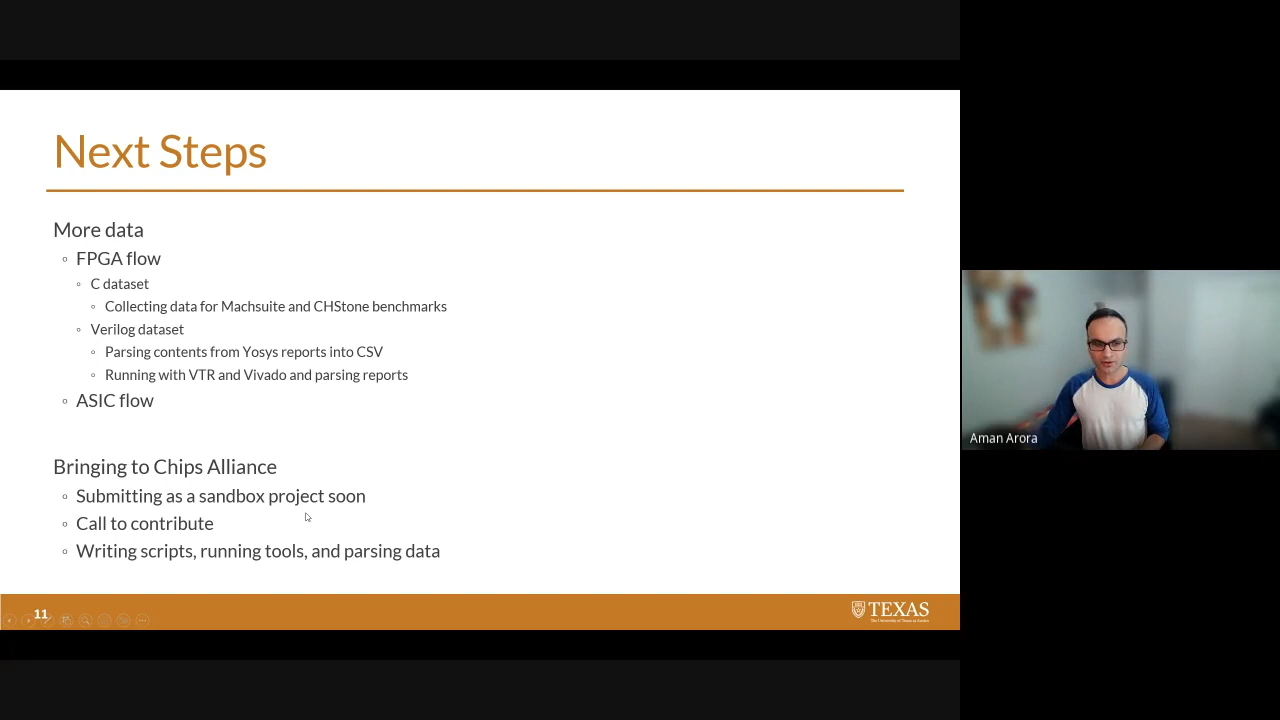 Next Steps
More data
FPGA flow
C dataset
Collecting data for Machsuite and CHStone benchmarks
Verilog dataset
Parsing contents from Yosys reports into CSV
Running with VTR and Vivado and parsing reports
ASIC flow
Bringing to Chips Alliance
Submitting as a sandbox project soon
Call to contribute
Writing scripts, running tools, and parsing data
11
TEXAS
The University of Texas at Austin
Aman Arora